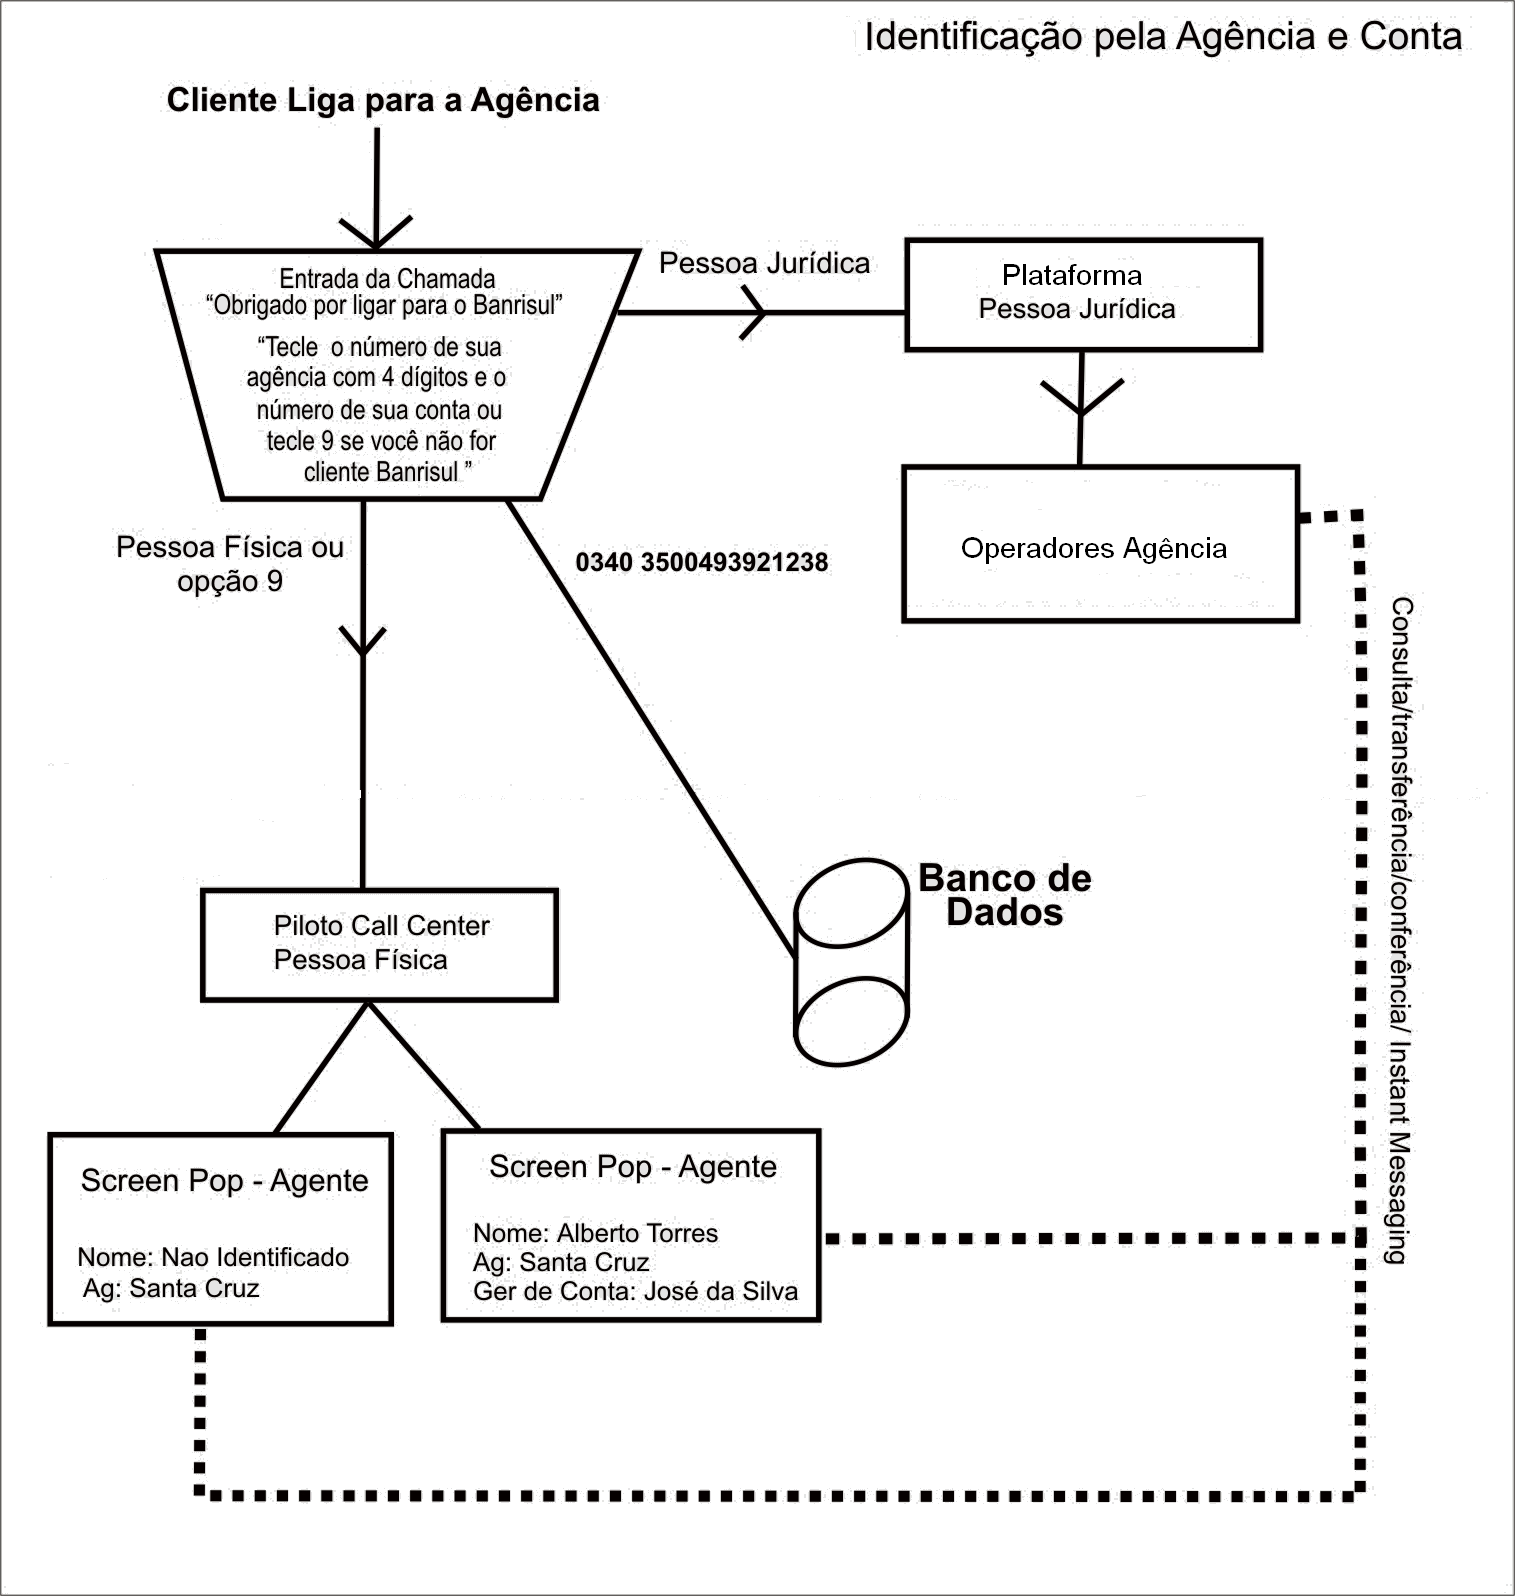 Identificação pela Agência e Conta
Cliente Liga para a Agência
Entrada da Chamada
“Obrigado por ligar para o Banrisul”
“Tecle o número de sua
agência com 4 dígitos e o
número de sua conta ou
tecle 9 se você não for
cliente Banrisul ”
Pessoa Jurídica
Plataforma
Pessoa Jurídica
Operadores Agência
Pessoa Física ou
opção 9
0340 3500493921238
Consulta/transferência/conferência/ Instant Messaging
Banco de
Dados
Piloto Call Center
Pessoa Física
Screen Pop - Agente
Nome: Nao Identificado
Ag: Santa Cruz
Screen Pop - Agente
Nome: Alberto Torres
Ag: Santa Cruz
Ger de Conta: José da Silva